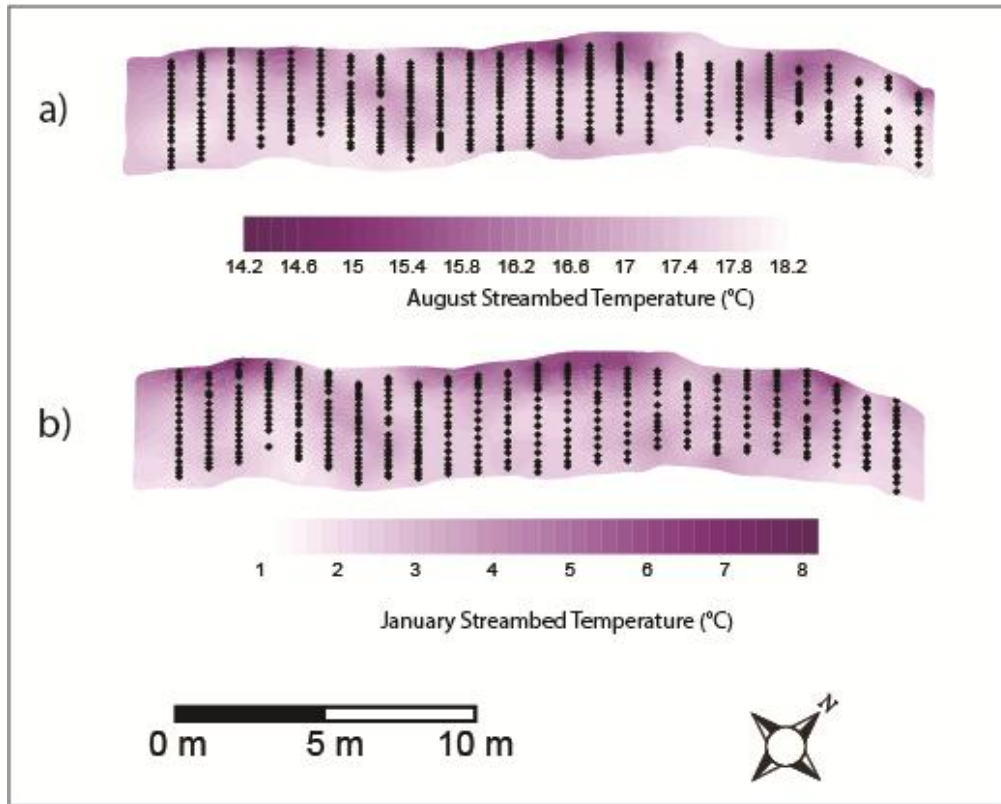 a)
14.2 14.6 15 15.4 15.8 16.2 16.6 17 17.4 17.8 18.2
August Streambed Temperature (°C)
b)
1 2 3 4 5 6 7 8
January Streambed Temperature (°C)
0 m 5 m 10 m
N